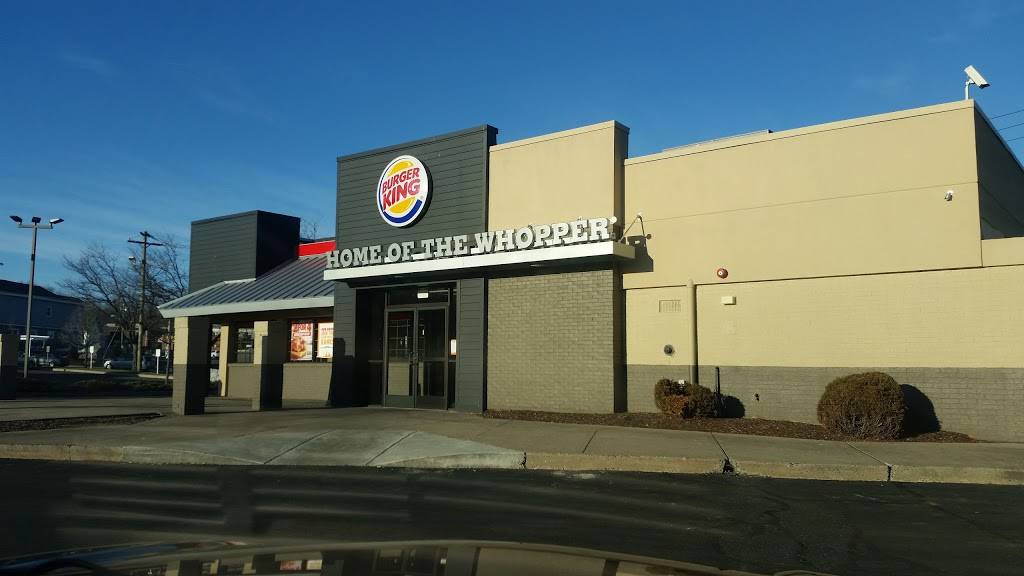 BURGER
KING
HOME OF THE WHOPPER